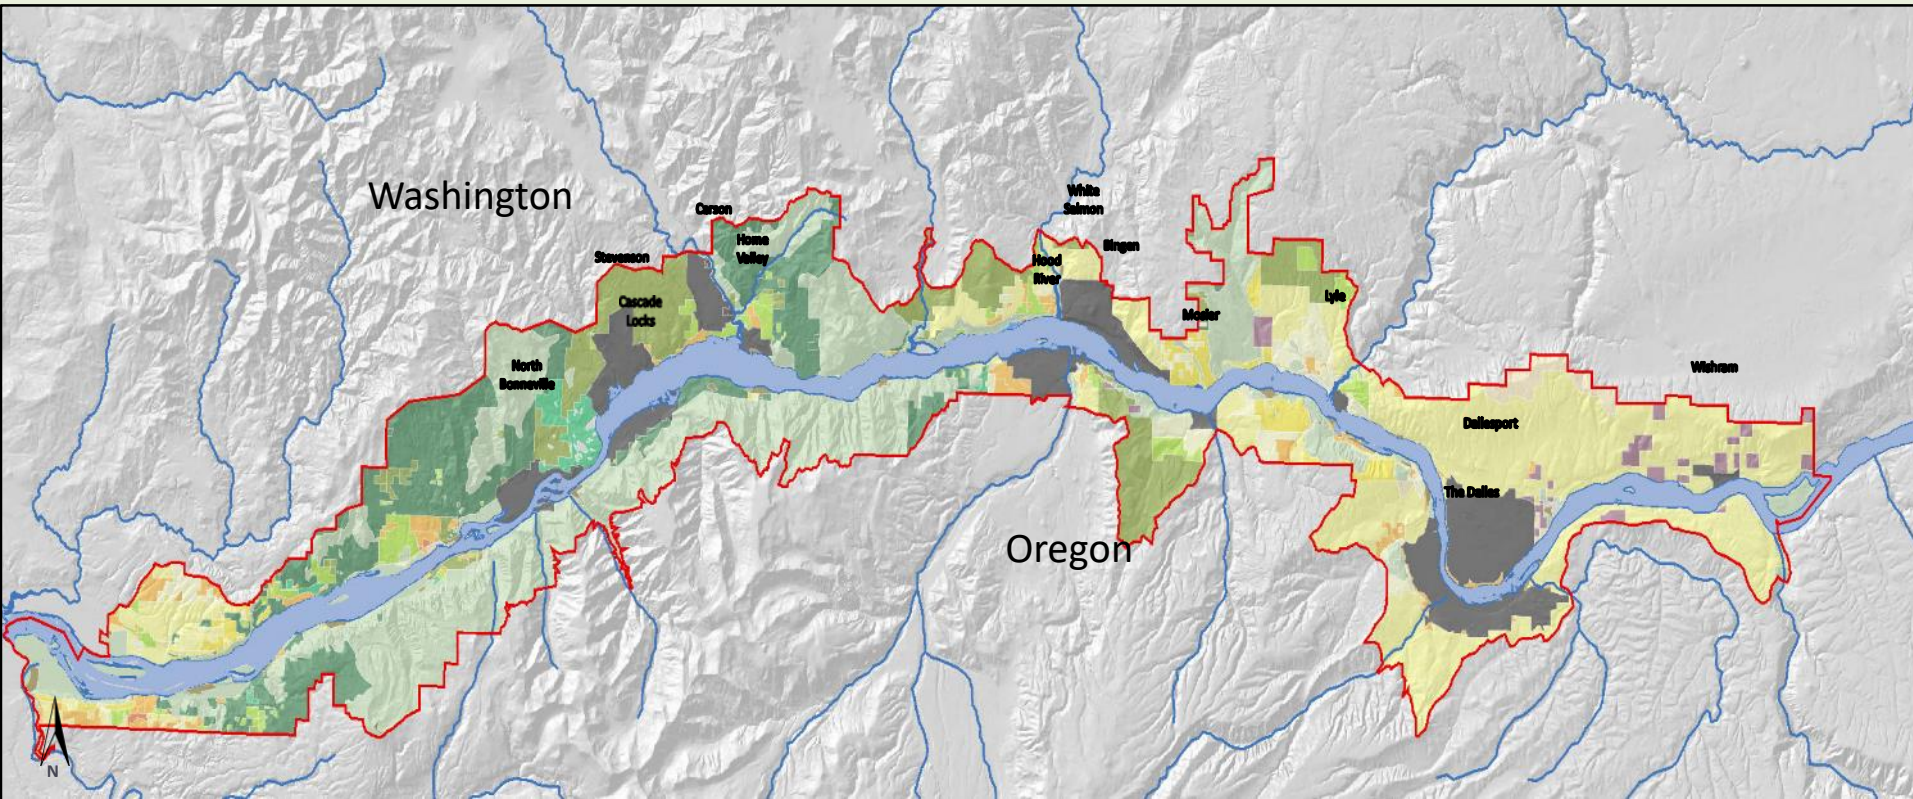 Washington
Carson
White
Salmon
Home
Valley
Stevenson
Bingen
Hood
River
Cascade
Locks
Lyle
Mosier
North
Bonneville
Wishram
Dallesport
The Dalles
Oregon
N